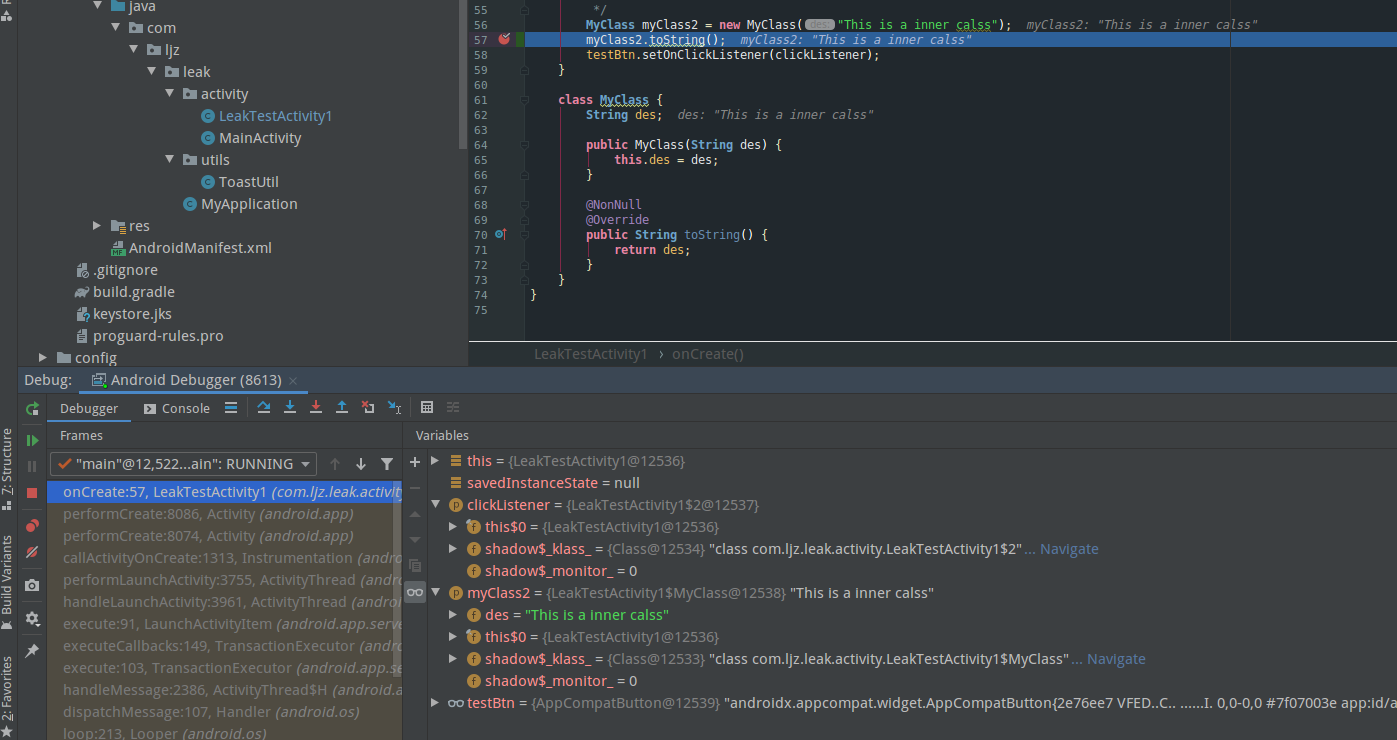 java
com
ljz
leak
activity
LeakTestActivity1
MainActivity
utils
ToastUtil
MyApplication
res
AndroidManifest.xml
.gitignore
build.gradle
keystore.jks
proguard-rules.pro
config
55 */
56 MyClass myClass2 = new MyClass( des: "This is a inner calss"); myClass2: "This is a inner calss"
57 myClass2.toString(); myClass2: "This is a inner calss"
58 testBtn.setOnClickListener(clickListener);
59 }
60
61 class MyClass {
62 String des; des: "This is a inner calss"
63
64 public MyClass(String des) {
65 this.des = des;
66 }
67
68 @NonNull
69 @Override
70 public String toString() {
71 return des;
72 }
73 }
74 }
75
LeakTestActivity1 › onCreate()
Debug: Android Debugger (8613) ×
Debugger Console
Frames
"main"@12,522...ain": RUNNING
onCreate:57, LeakTestActivity1 (com.ljz.leak.activity
performCreate:8086, Activity (android.app)
performCreate:8074, Activity (android.app)
callActivityOnCreate:1313, Instrumentation (andro
performLaunchActivity:3755, ActivityThread (andro
handleLaunchActivity:3961, ActivityThread (androi
execute:91, LaunchActivityItem (android.app.serve
executeCallbacks:149, TransactionExecutor (andro
execute:103, TransactionExecutor (android.app.se
handleMessage:2386, ActivityThread$H (android.a
dispatchMessage:107, Handler (android.os)
loop:213, Looper (android.os)
Variables
this = {LeakTestActivity1@12536}
savedInstanceState = null
clickListener = {LeakTestActivity1$2@12537}
this$0 = {LeakTestActivity1@12536}
shadow$_klass_ = {Class@12534} "class com.ljz.leak.activity.LeakTestActivity1$2"... Navigate
shadow$_monitor_ = 0
myClass2 = {LeakTestActivity1$MyClass@12538} "This is a inner calss"
des = "This is a inner calss"
this$0 = {LeakTestActivity1@12536}
shadow$_klass_ = {Class@12533} "class com.ljz.leak.activity.LeakTestActivity1$MyClass"... Navigate
shadow$_monitor_ = 0
testBtn = {AppCompatButton@12539} "androidx.appcompat.widget.AppCompatButton{2e76ee7 VFED..C.. ......I. 0,0-0,0 #7f07003e app:id/a
Z: Structure
Build Variants
2: Favorites